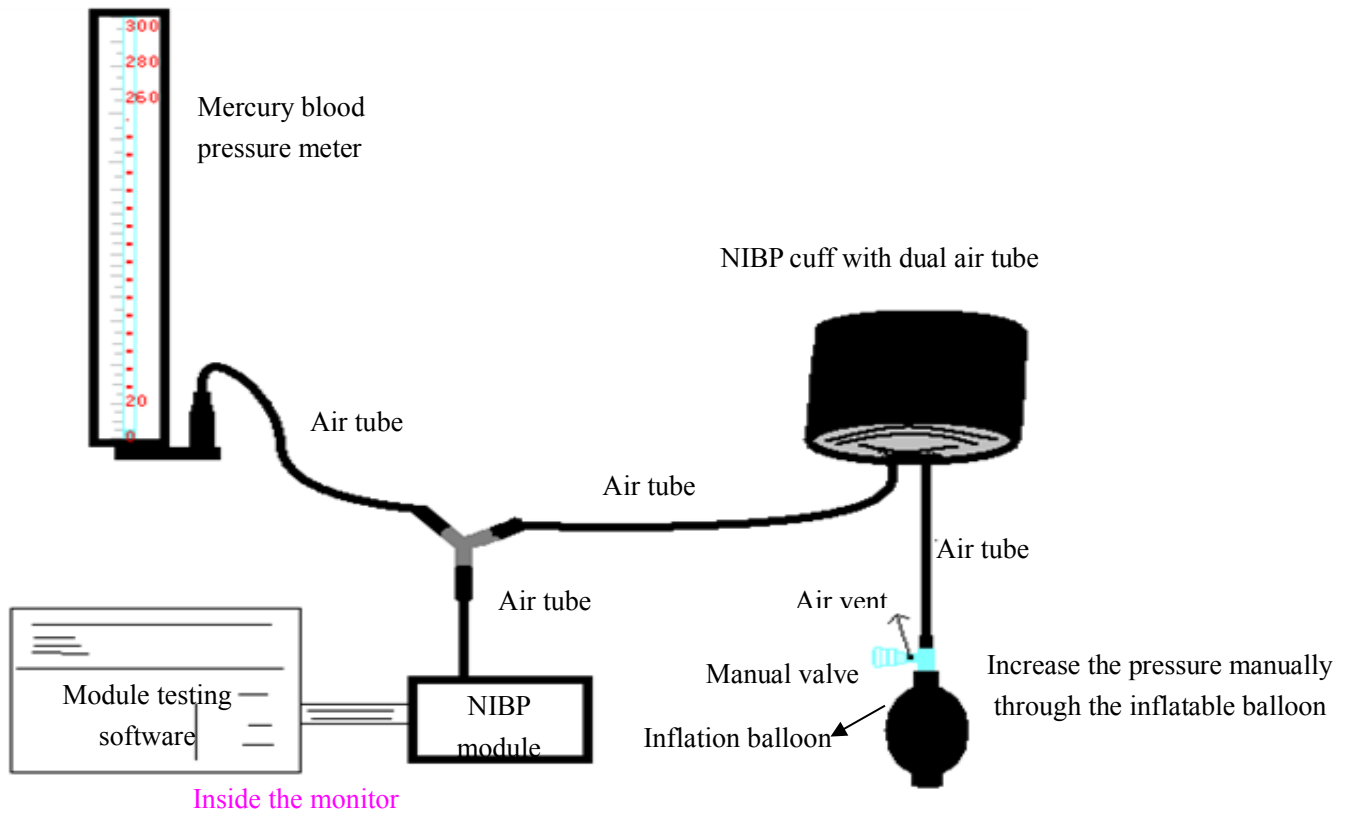 300
280
260
Mercury blood
pressure meter
NIBP cuff with dual air tube
20
0
Air tube
Air tube
Air tube
Air tube
Air vent
Manual valve
Increase the pressure manually
through the inflatable balloon
Inflation balloon
Module testing
software
NIBP
module
Inside the monitor